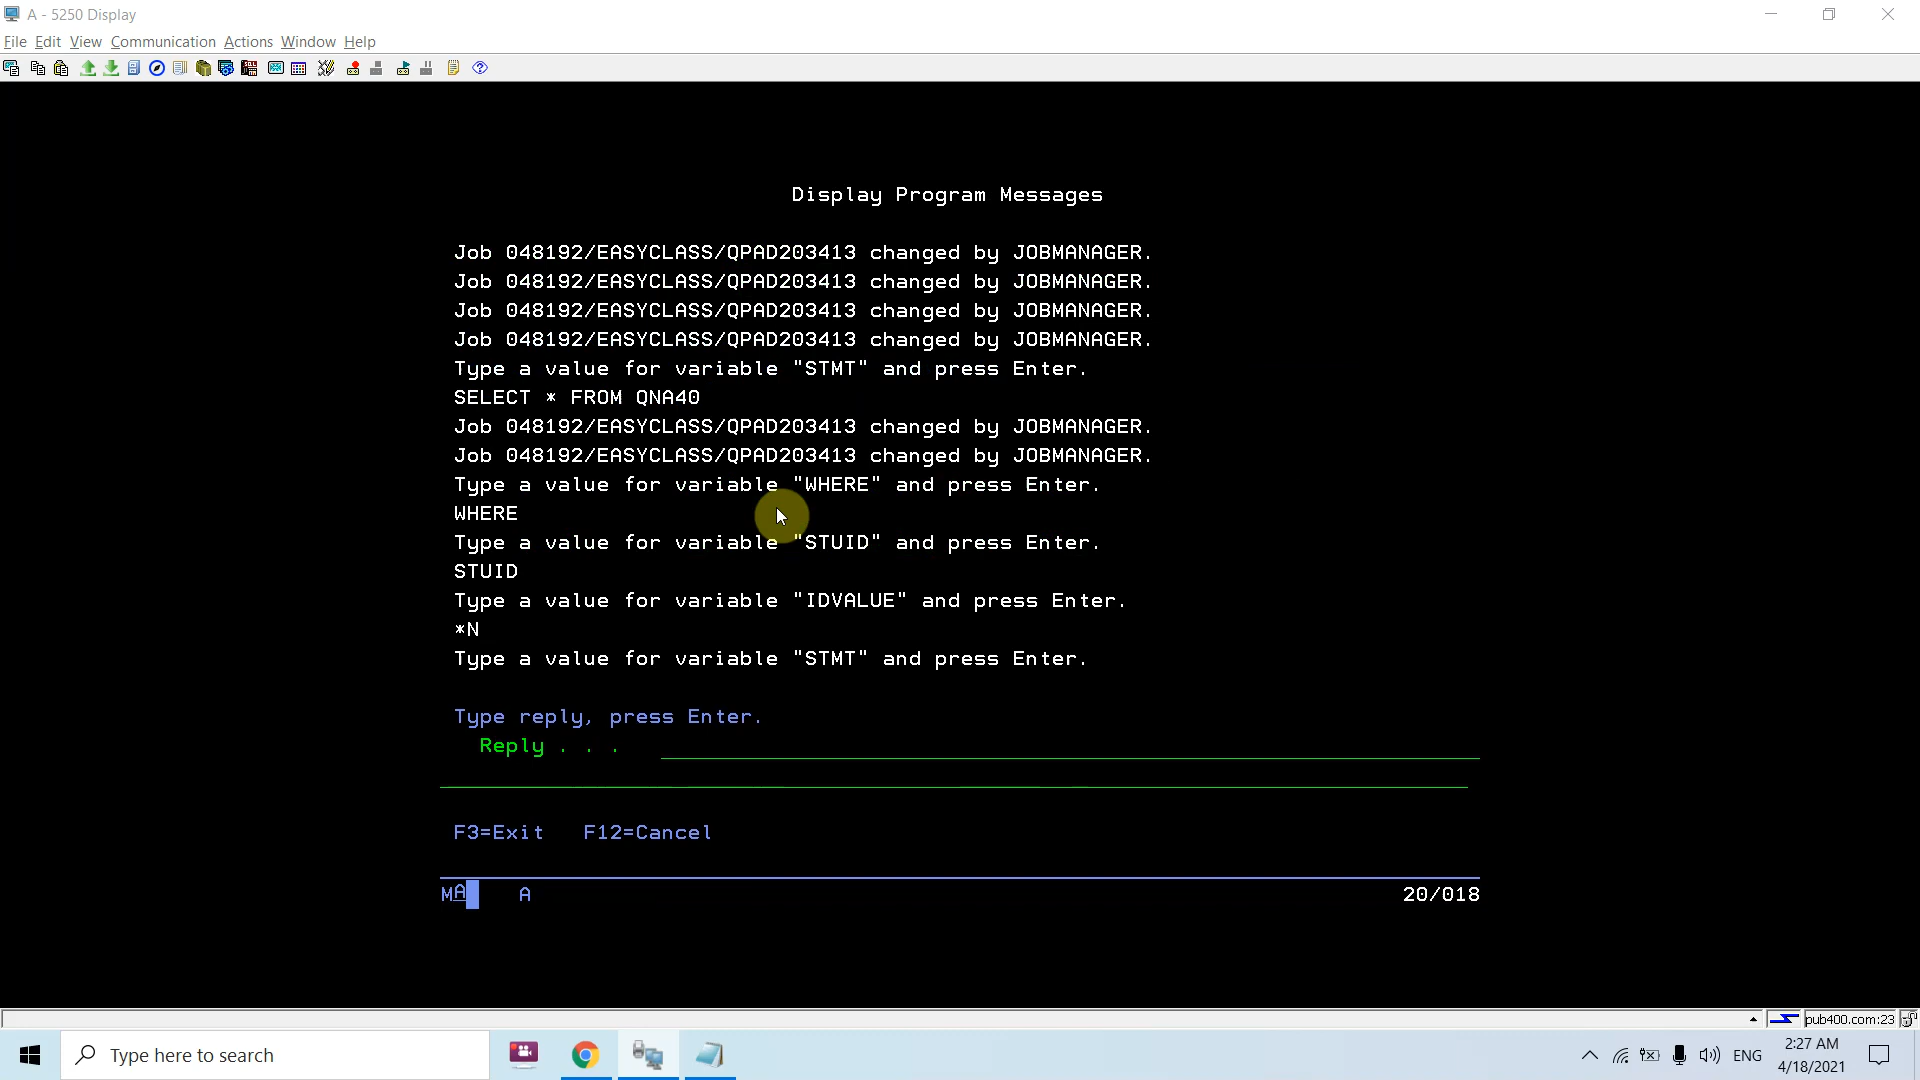 A - 5250 Display
File Edit View Communication Actions Window Help
Display Program Messages
Job 048192/EASYCLASS/QPAD203413 changed by JOBMANAGER.
Job 048192/EASYCLASS/QPAD203413 changed by JOBMANAGER.
Job 048192/EASYCLASS/QPAD203413 changed by JOBMANAGER.
Job 048192/EASYCLASS/QPAD203413 changed by JOBMANAGER.
Type a value for variable "STMT" and press Enter.
SELECT * FROM QNA40
Job 048192/EASYCLASS/QPAD203413 changed by JOBMANAGER.
Job 048192/EASYCLASS/QPAD203413 changed by JOBMANAGER.
Type a value for variable "WHERE" and press Enter.
WHERE
Type a value for variable "STUID" and press Enter.
STUID
Type a value for variable "IDVALUE" and press Enter.
*N
Type a value for variable "STMT" and press Enter.
Type reply, press Enter.
Reply . . .
F3=Exit F12=Cancel
MA A 20/018
pub400.com:23
Type here to search
ENG
2:27 AM
4/18/2021